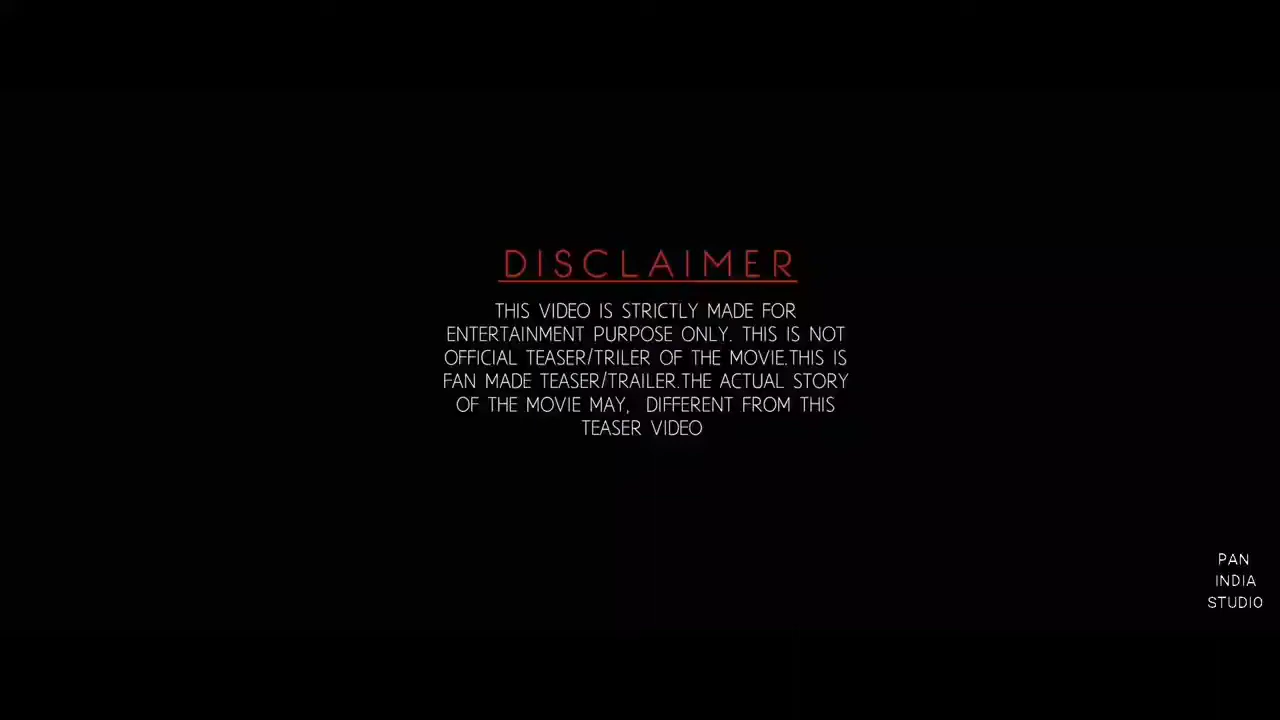 DISCLAIMER
THIS VIDEO IS STRICTLY MADE FOR
ENTERTAINMENT PURPOSE ONLY. THIS IS NOT
OFFICIAL TEASER/TRILER OF THE MOVIE.THIS IS
FAN MADE TEASER/TRAILER.THE ACTUAL STORY
OF THE MOVIE MAY, DIFFERENT FROM THIS
TEASER VIDEO
PAN
INDIA
STUDIO